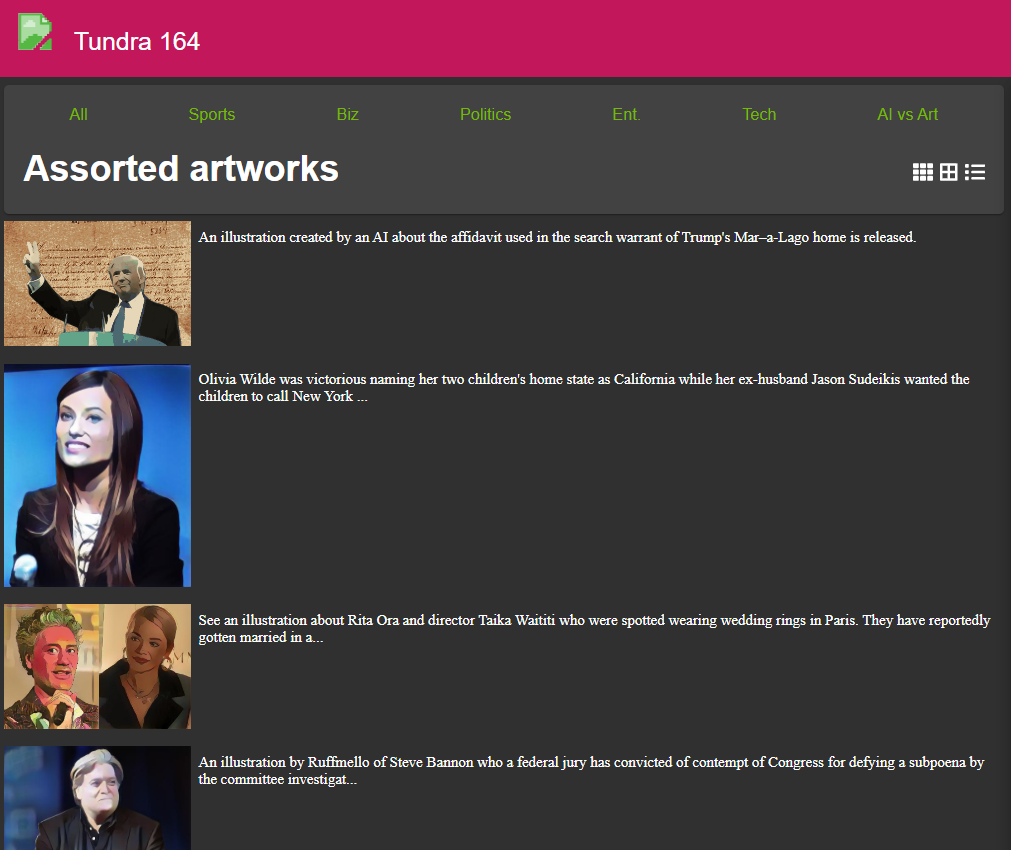 Tundra 164
All Sports Biz Politics Ent. Tech AI vs Art
Assorted artworks
An illustration created by an AI about the affidavit used in the search warrant of Trump's Mar–a-Lago home is released.
Olivia Wilde was victorious naming her two children's home state as California while her ex-husband Jason Sudeikis wanted the
children to call New York ...
See an illustration about Rita Ora and director Taika Waititi who were spotted wearing wedding rings in Paris. They have reportedly
gotten married in a...
An illustration by Ruffmello of Steve Bannon who a federal jury has convicted of contempt of Congress for defying a subpoena by
the committee investigat...